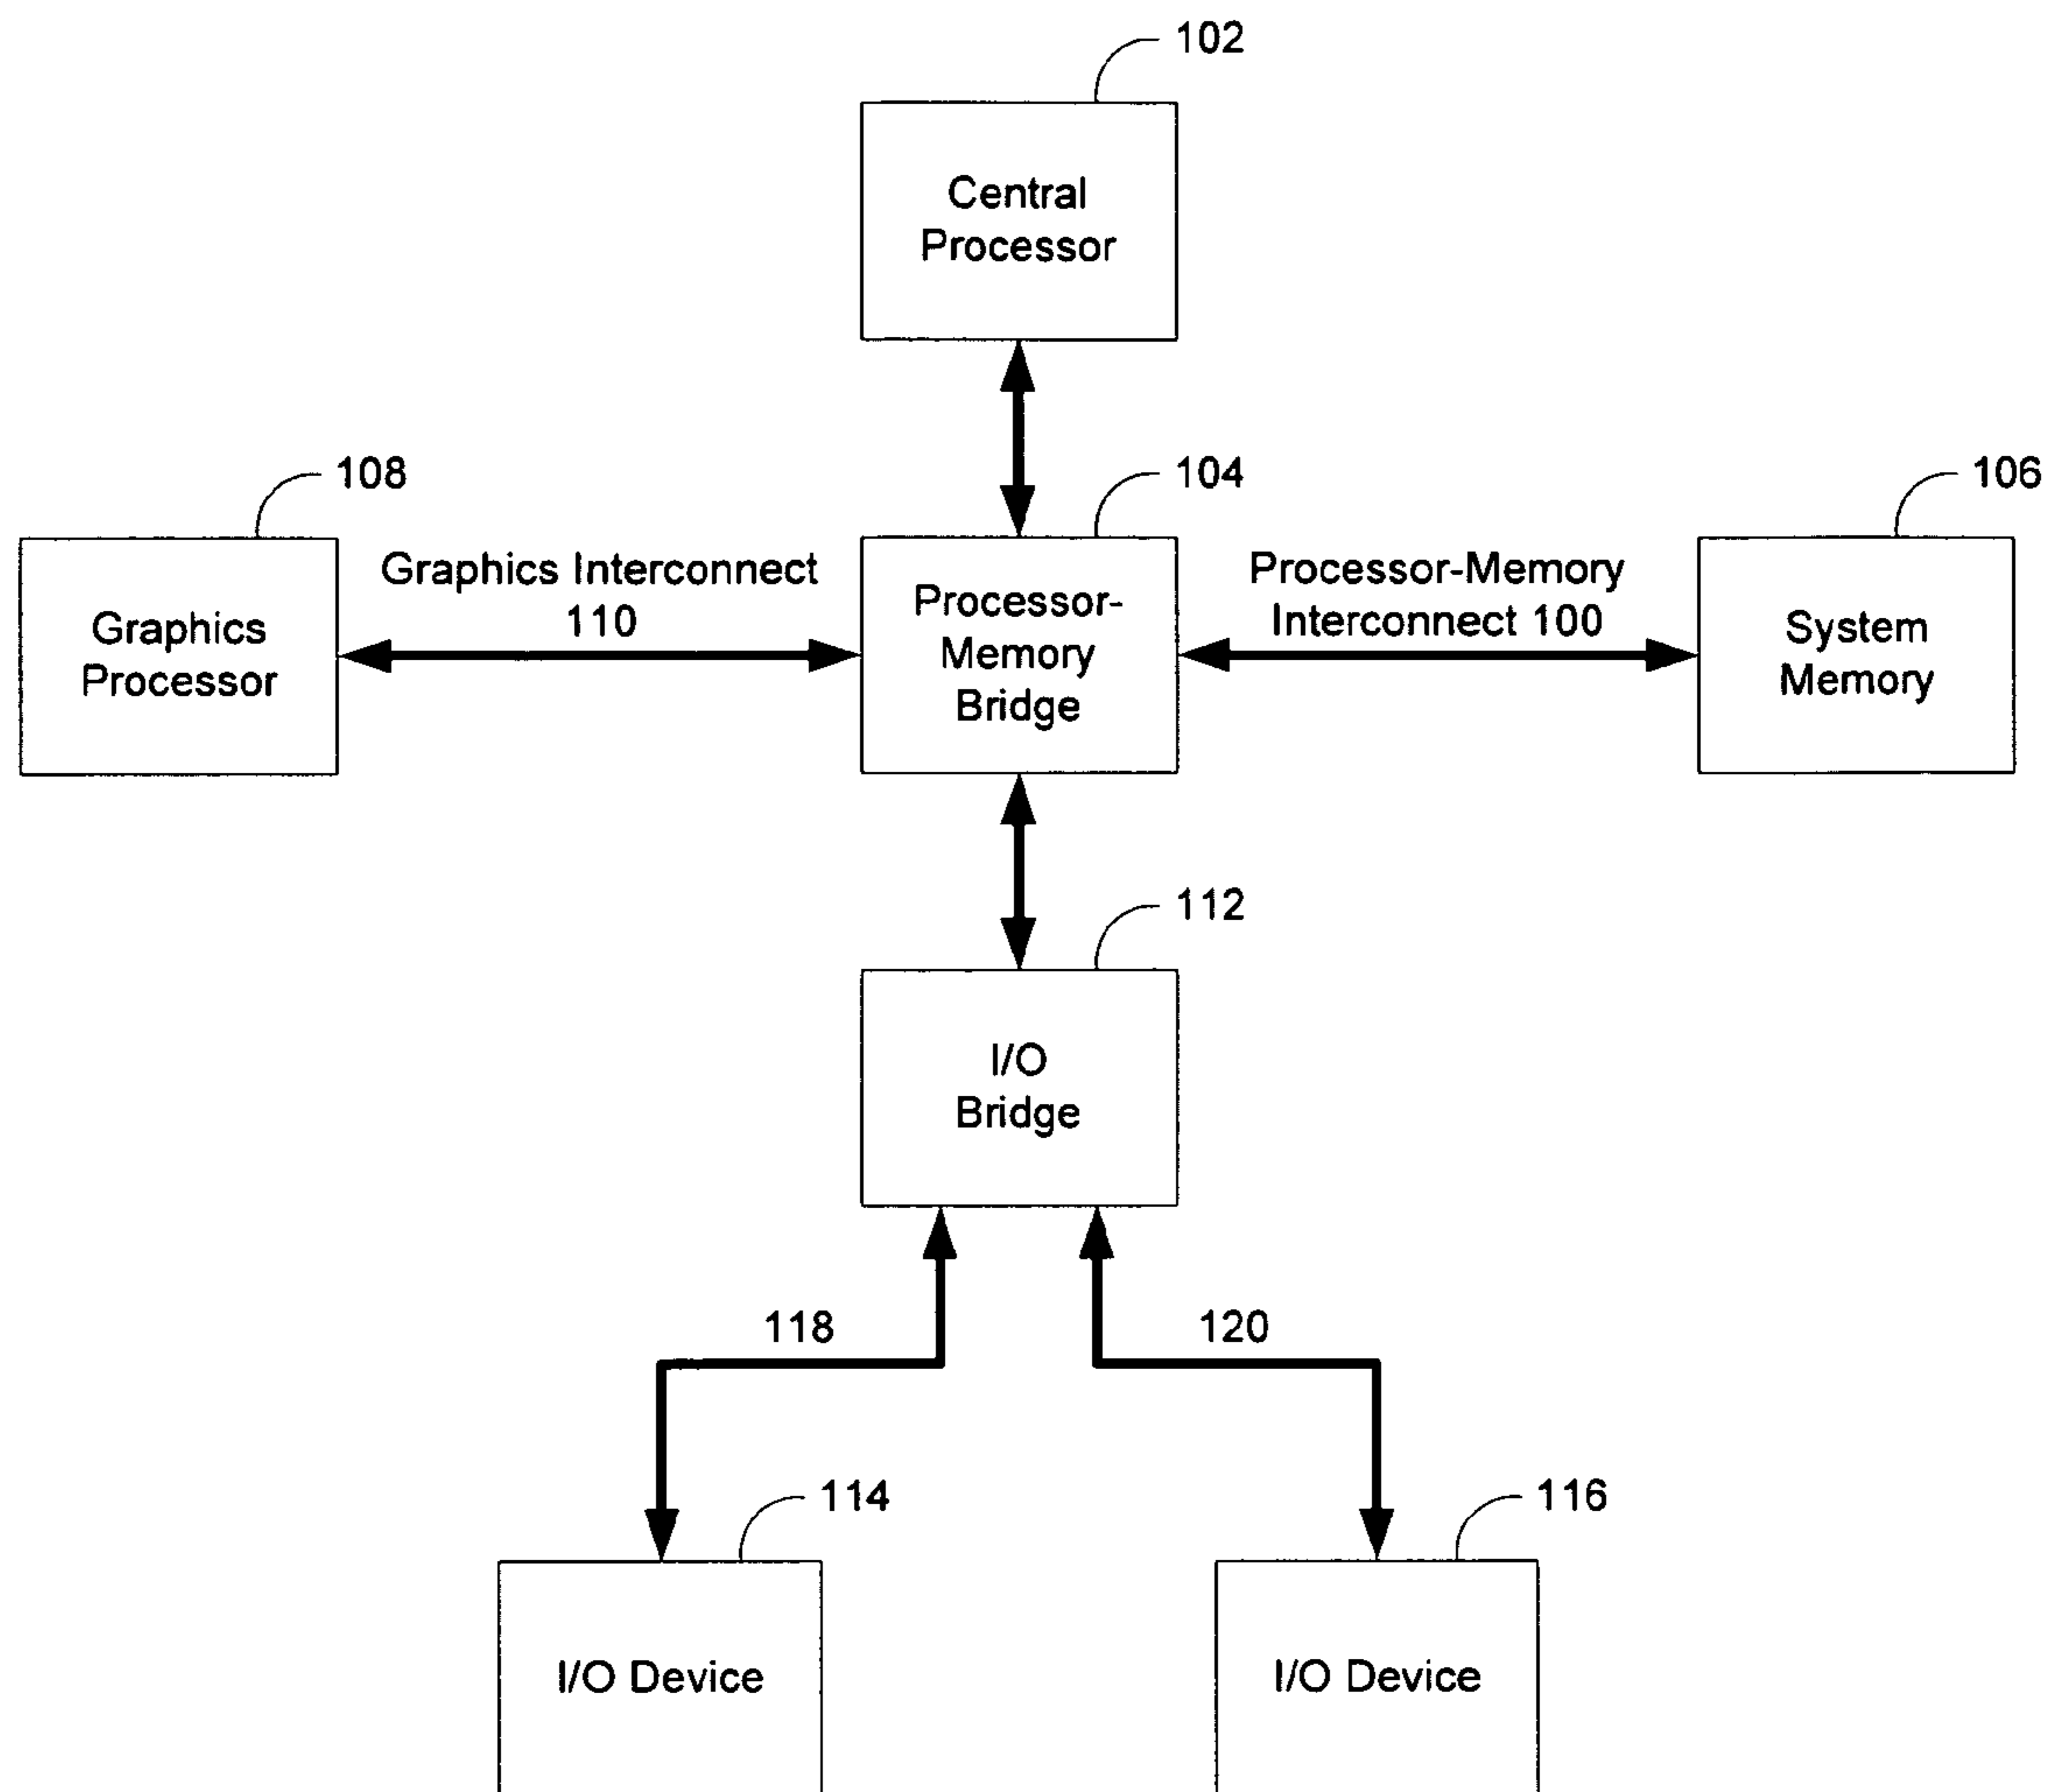 102
Central
Processor
108
104
106
Graphics Interconnect
110
Processor-Memory
Interconnect 100
Graphics
Processor
Processor-
Memory
Bridge
System
Memory
112
I/O
Bridge
118
120
114
116
I/O Device
I/O Device